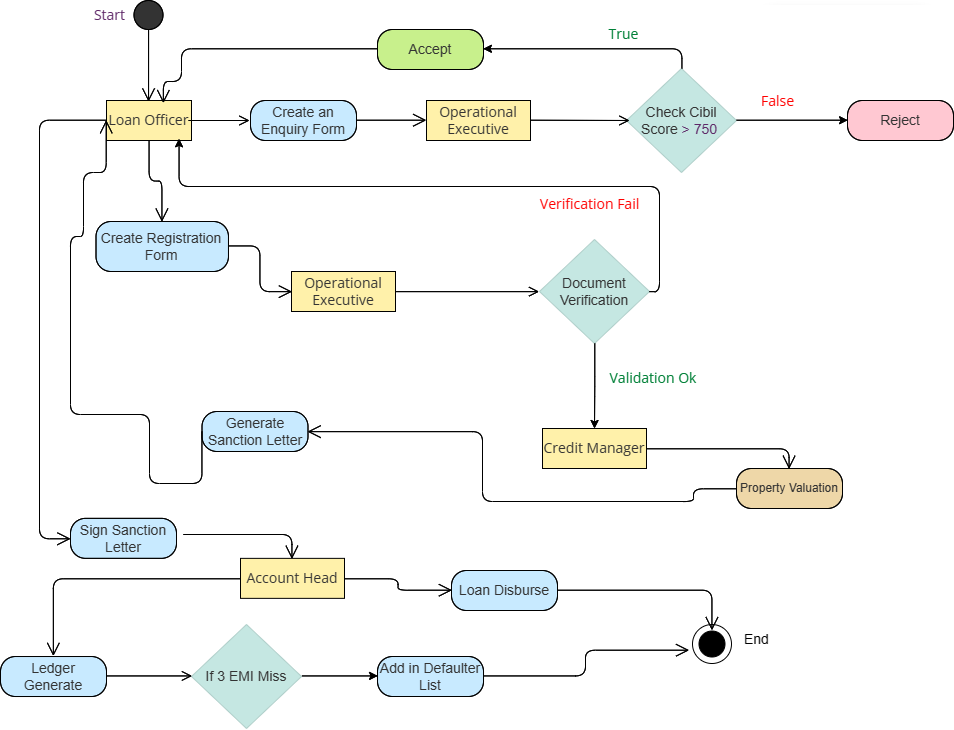 Start
True
Accept
Loan Officer
Create an
Enquiry Form
Operational
Executive
Check Cibil
Score > 750
False
Reject
Verification Fail
Create Registration
Form
Operational
Executive
Document
Verification
Validation Ok
Generate
Sanction Letter
Credit Manager
Property Valuation
Sign Sanction
Letter
Account Head
Loan Disburse
End
Ledger
Generate
If 3 EMI Miss
Add in Defaulter
List